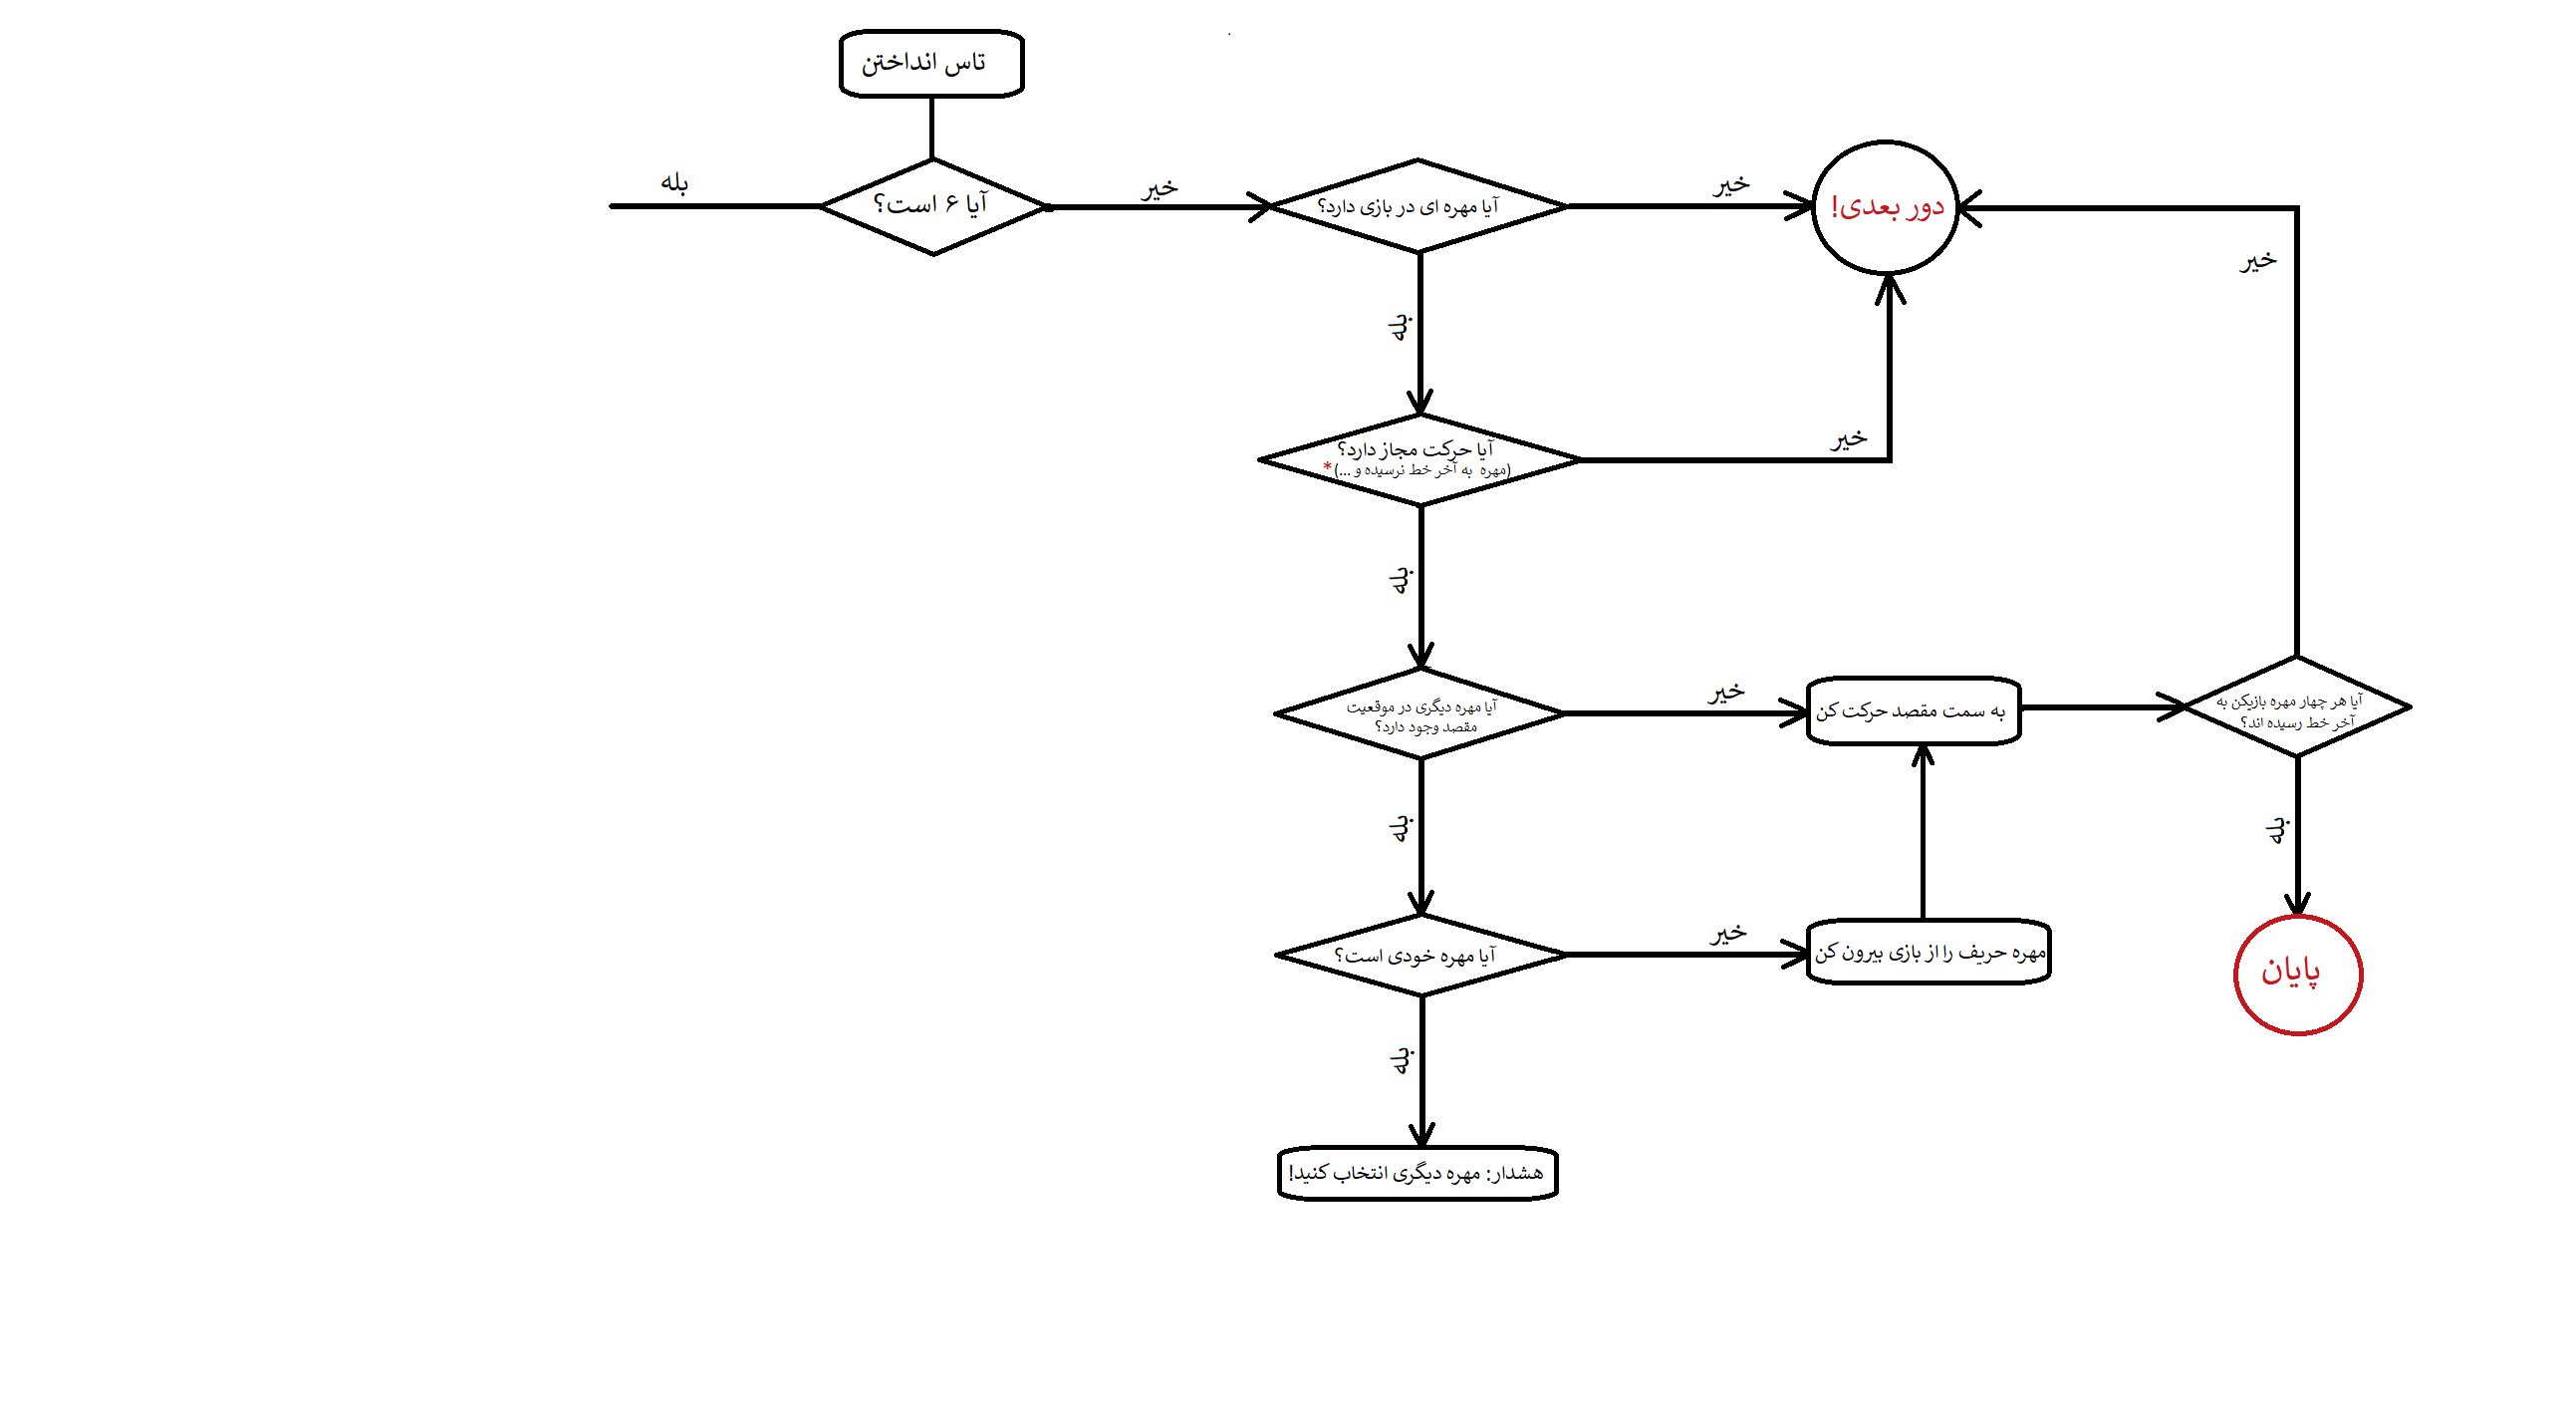 تاس انداختن
آیا ۶ است؟
بله
خیر
آیا مهره ای در بازی دارد؟
خیر
دور بعدی!
بله
خیر
آیا حرکت مجاز دارد؟
(مهره به آخر خط نرسیده و ...)*
خیر
بله
آیا مهره دیگری در موقعیت
مقصد وجود دارد؟
خیر
به سمت مقصد حرکت کن
آیا هر چهار مهره بازیکن به
آخر خط رسیده اند؟
بله
بله
آیا مهره خودی است؟
خیر
مهره حریف را از بازی بیرون کن
پایان
بله
هشدار: مهره دیگری انتخاب کنید!